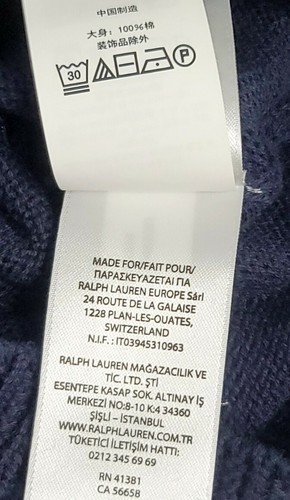 中国制造
大身：100%棉
装饰品除外
30 P
MADE FOR/FAIT POUR/
ΠΑΡΑΣΚΕΥΑΖΕΤΑΙ ΓΙΑ
RALPH LAUREN EUROPE Sárl
24 ROUTE DE LA GALAISE
1228 PLAN-LES-OUATES,
SWITZERLAND
N.I.F. : IT03945310963
RALPH LAUREN MAĞAZACILIK VE
TİC. LTD. ŞTİ
ESENTEPE KASAP SOK. ALTINAY İŞ
MERKEZİ NO:8-10 K:4 34360
ŞİŞLİ – İSTANBUL
WWW.RALPHLAUREN.COM.TR
TÜKETİCİ İLETİŞİM HATTI:
0212 345 69 69
RN 41381
CA 56658